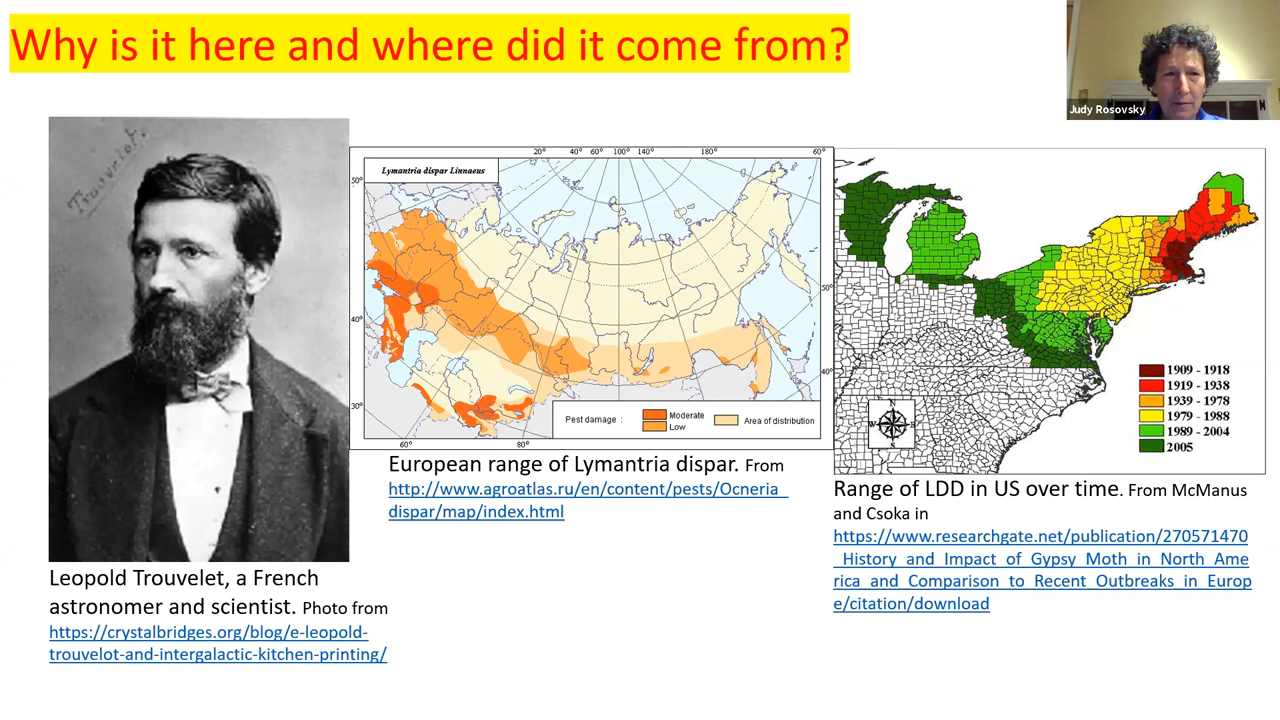 Why is it here and where did it come from?
Judy Rosovsky
Trouvelot.
Lymantria dispar Linnaeus
20° 40° 60° 100° 140° 180° 60°
50°
40°
30°
60° 80°
50°
40°
Pest damage :
Moderate
Low
Area of distribution
European range of Lymantria dispar. From
http://www.agroatlas.ru/en/content/pests/Ocneria_
dispar/map/index.html
1909 - 1918
1919 - 1938
1939 - 1978
1979 - 1988
1989 - 2004
2005
N
W E
S
Range of LDD in US over time. From McManus
and Csoka in
https://www.researchgate.net/publication/270571470
_History_and_Impact_of_Gypsy_Moth_in_North_Ame
rica_and_Comparison_to_Recent_Outbreaks_in_Europ
e/citation/download
Leopold Trouvelet, a French
astronomer and scientist. Photo from
https://crystalbridges.org/blog/e-leopold-
trouvelot-and-intergalactic-kitchen-printing/